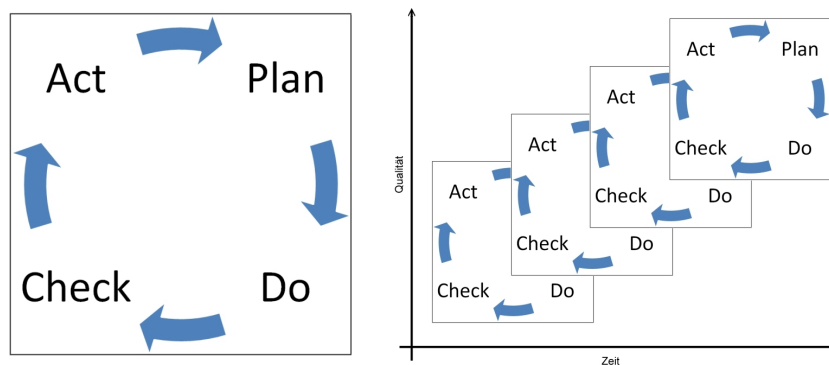 Act Plan
Check Do
Qualität
Act Plan
Act
Check Do
Act
Check Do
Act
Check Do
Check Do
Zeit